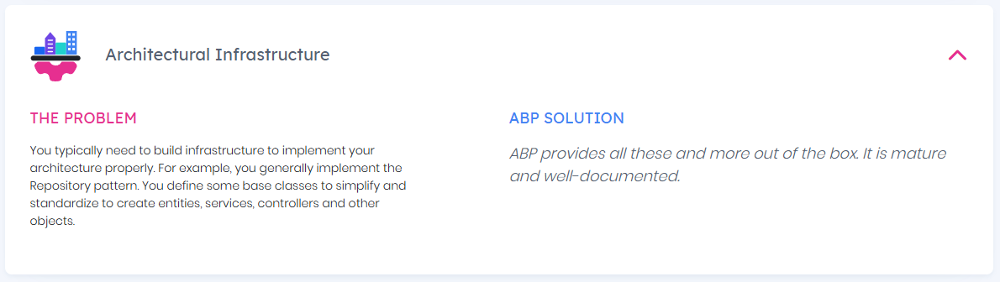 Architectural Infrastructure
THE PROBLEM
You typically need to build infrastructure to implement your
architecture properly. For example, you generally implement the
Repository pattern. You define some base classes to simplify and
standardize to create entities, services, controllers and other
objects.
ABP SOLUTION
ABP provides all these and more out of the box. It is mature
and well-documented.